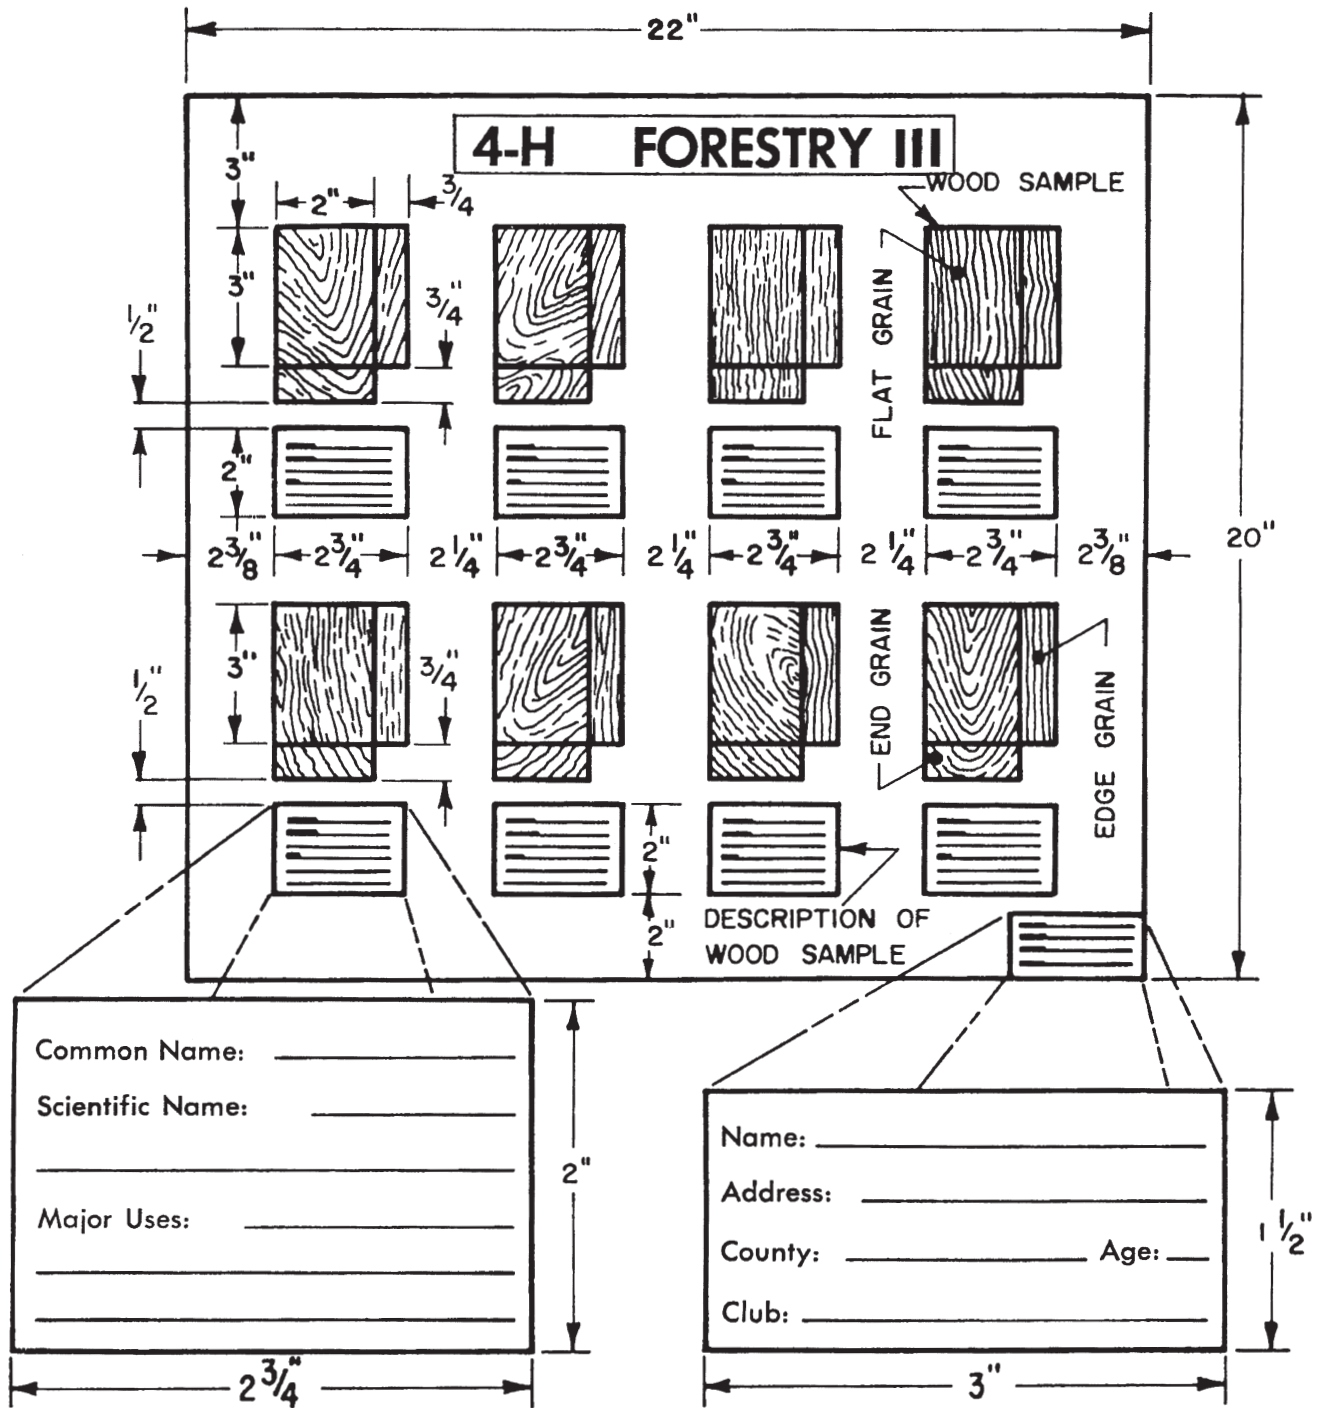 22"
4-H FORESTRY III
3"
2"
3/4
WOOD SAMPLE
3"
3/4"
1/2"
FLAT GRAIN
2"
2 3/8"
2 3/4"
2 1/4"
2 3/4"
2 1/4"
2 3/4"
2 1/4"
2 3/4"
2 3/8"
20"
3"
3/4"
1/2"
END GRAIN
EDGE GRAIN
2"
2"
DESCRIPTION OF
WOOD SAMPLE
Common Name:
Scientific Name:
Major Uses:
2"
2 3/4"
Name:
Address:
County: Age:
Club:
1 1/2"
3"